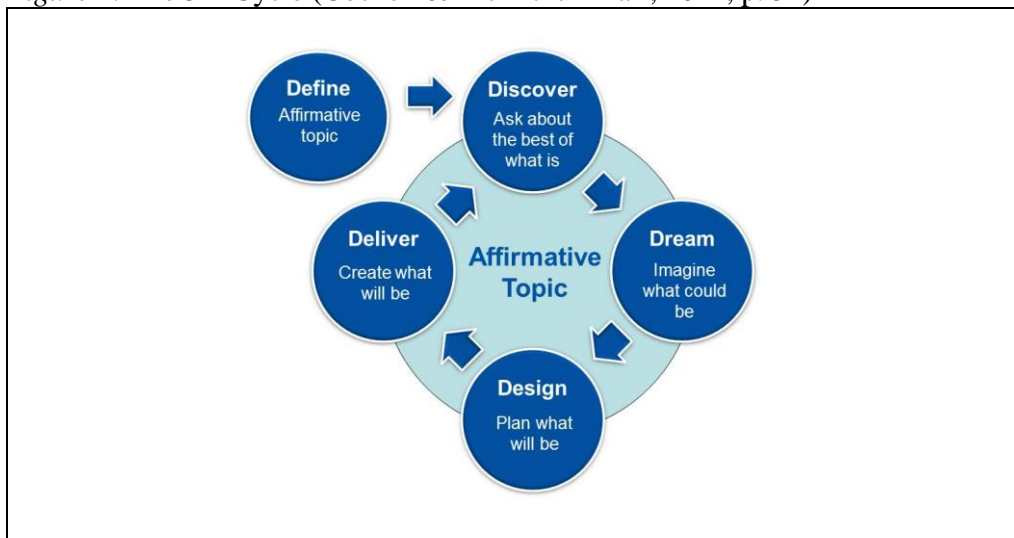 Define
Affirmative
topic
Discover
Ask about
the best of
what is
Dream
Imagine
what could
be
Design
Plan what
will be
Deliver
Create what
will be
Affirmative
Topic